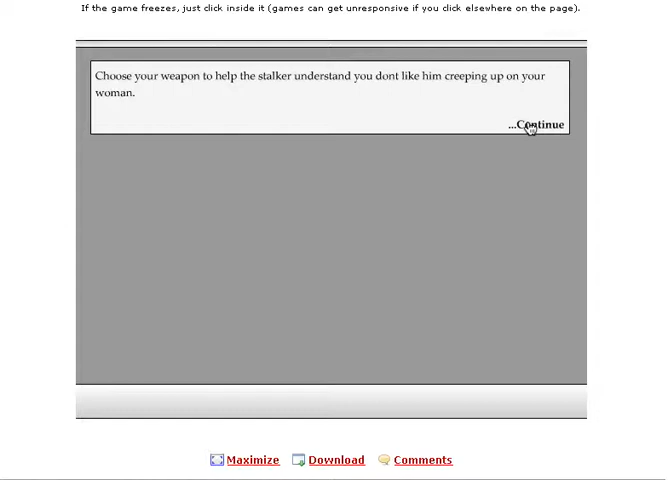 If the game freezes, just click inside it (games can get unresponsive if you click elsewhere on the page).
Choose your weapon to help the stalker understand you dont like him creeping up on your
woman.
...Continue
Maximize Download Comments